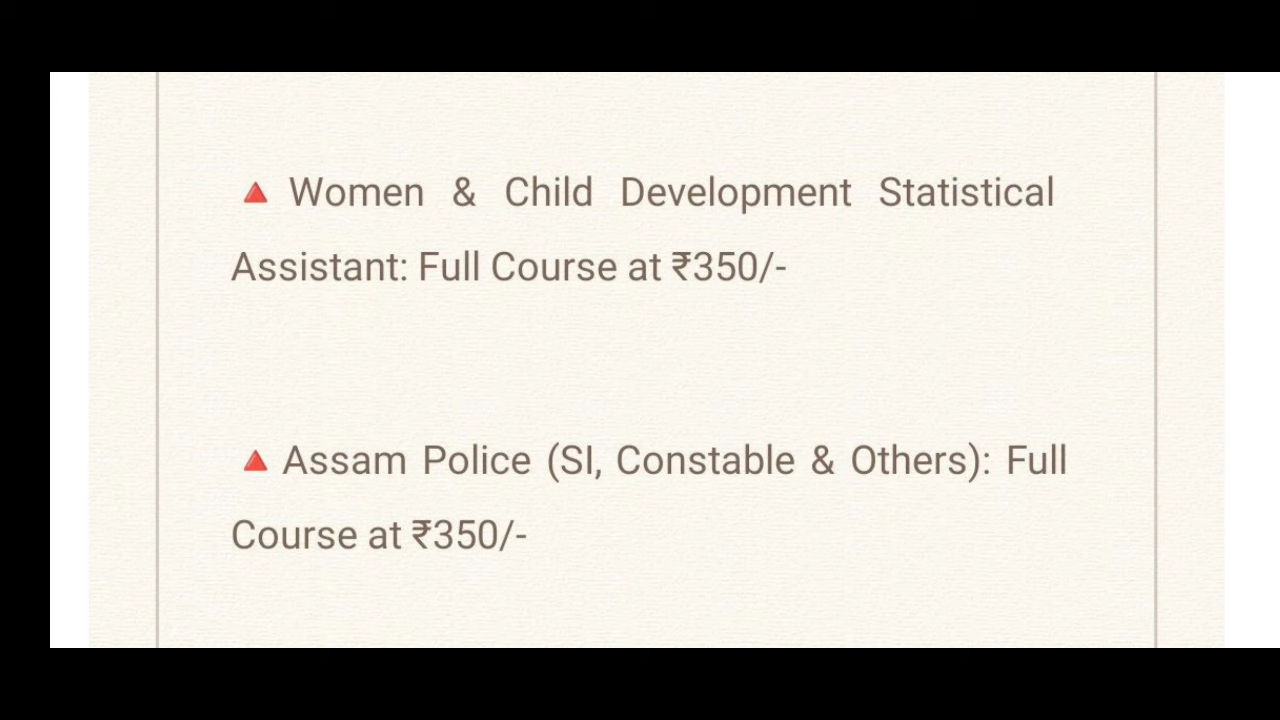 🔺 Women & Child Development Statistical
Assistant: Full Course at ₹350/-
🔺Assam Police (SI, Constable & Others): Full
Course at ₹350/-